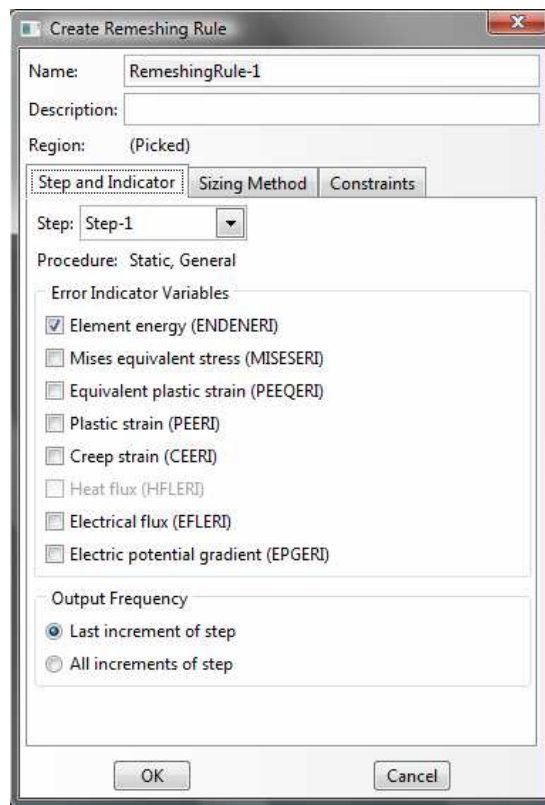 Create Remeshing Rule
Name: RemeshingRule-1
Description:
Region: (Picked)
Step and Indicator Sizing Method Constraints
Step: Step-1
Procedure: Static, General
Error Indicator Variables
Element energy (ENDENERI)
Mises equivalent stress (MISESERI)
Equivalent plastic strain (PEEQERI)
Plastic strain (PEERI)
Creep strain (CEERI)
Heat flux (HFLERI)
Electrical flux (EFLERI)
Electric potential gradient (EPGERI)
Output Frequency
Last increment of step
All increments of step
OK Cancel